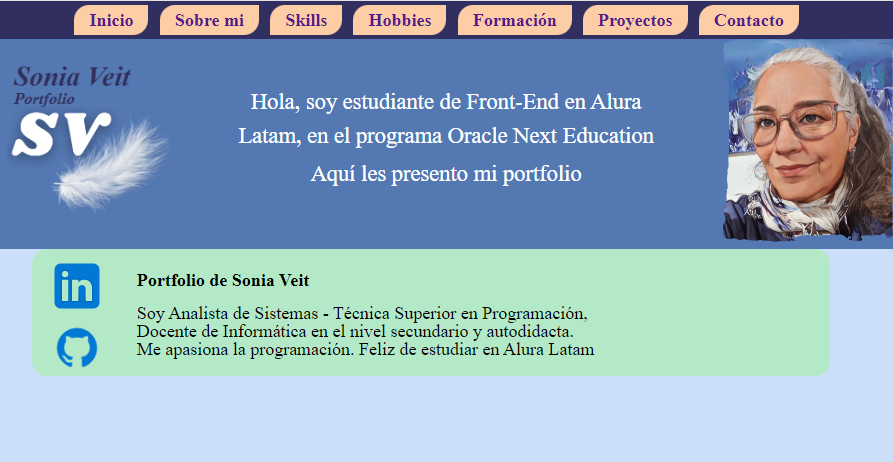 Inicio
Sobre mi
Skills
Hobbies
Formación
Proyectos
Contacto
Sonia Veit
Portfolio
SV
Hola, soy estudiante de Front-End en Alura
Latam, en el programa Oracle Next Education
Aquí les presento mi portfolio
in
Portfolio de Sonia Veit
Soy Analista de Sistemas - Técnica Superior en Programación,
Docente de Informática en el nivel secundario y autodidacta.
Me apasiona la programación. Feliz de estudiar en Alura Latam